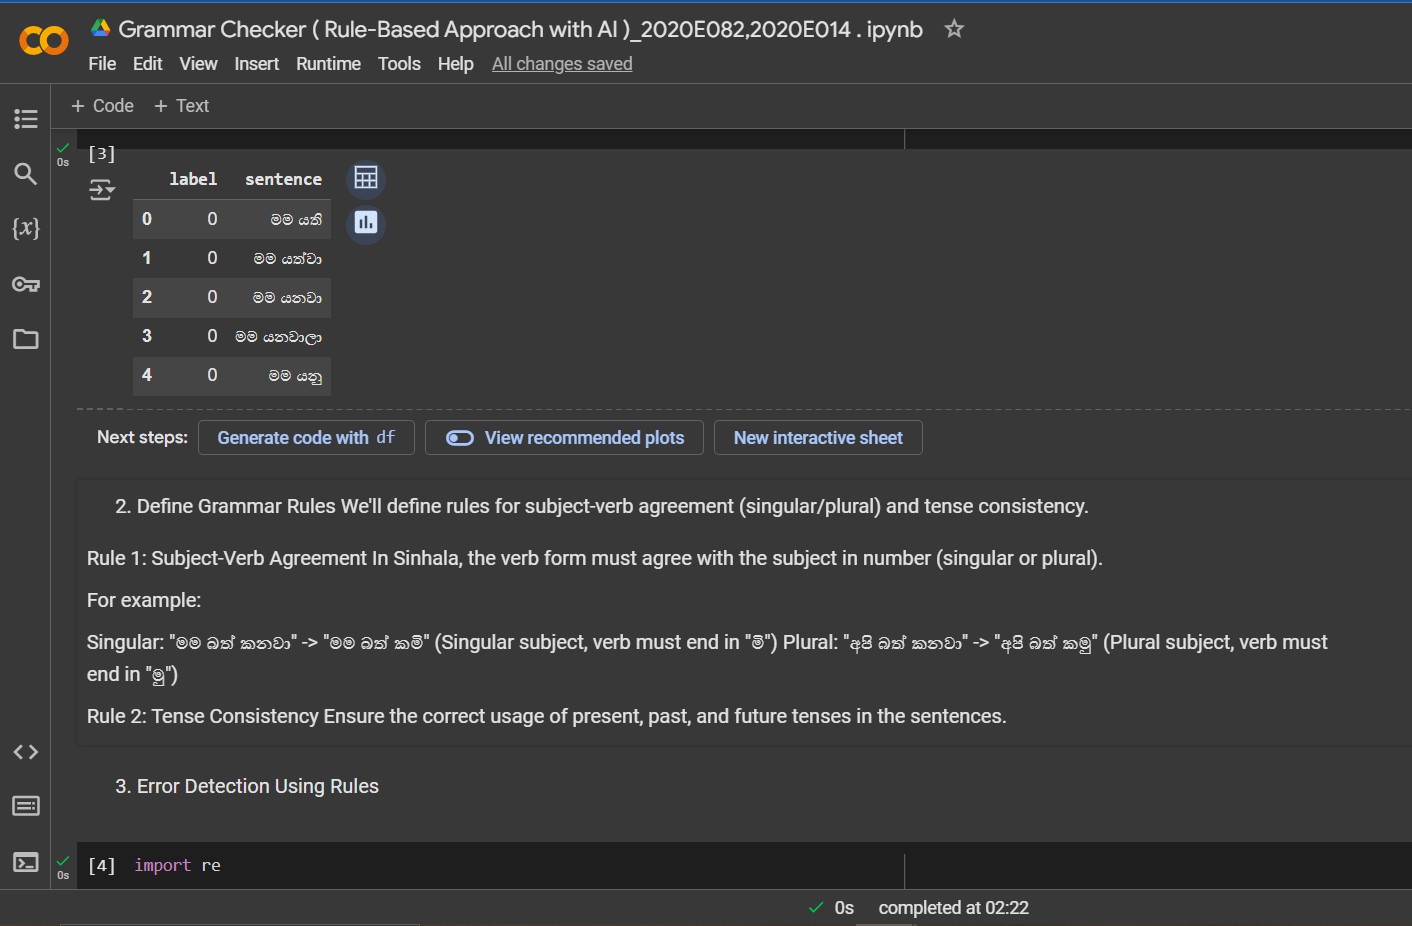 Grammar Checker ( Rule-Based Approach with AI )_2020E082,2020E014 . ipynb
File Edit View Insert Runtime Tools Help All changes saved
+ Code + Text
0s [3]
label sentence
0 0 මම යති
1 0 මම යත්වා
2 0 මම යනවා
3 0 මම යනවාලා
4 0 මම යනු
Next steps: Generate code with df View recommended plots New interactive sheet
2. Define Grammar Rules We'll define rules for subject-verb agreement (singular/plural) and tense consistency.
Rule 1: Subject-Verb Agreement In Sinhala, the verb form must agree with the subject in number (singular or plural).
For example:
Singular: "මම බත් කනවා" -> "මම බත් කමි" (Singular subject, verb must end in "මි") Plural: "අපි බත් කනවා" -> "අපි බත් කමු" (Plural subject, verb must
end in "මු")
Rule 2: Tense Consistency Ensure the correct usage of present, past, and future tenses in the sentences.
3. Error Detection Using Rules
0s [4] import re
0s completed at 02:22